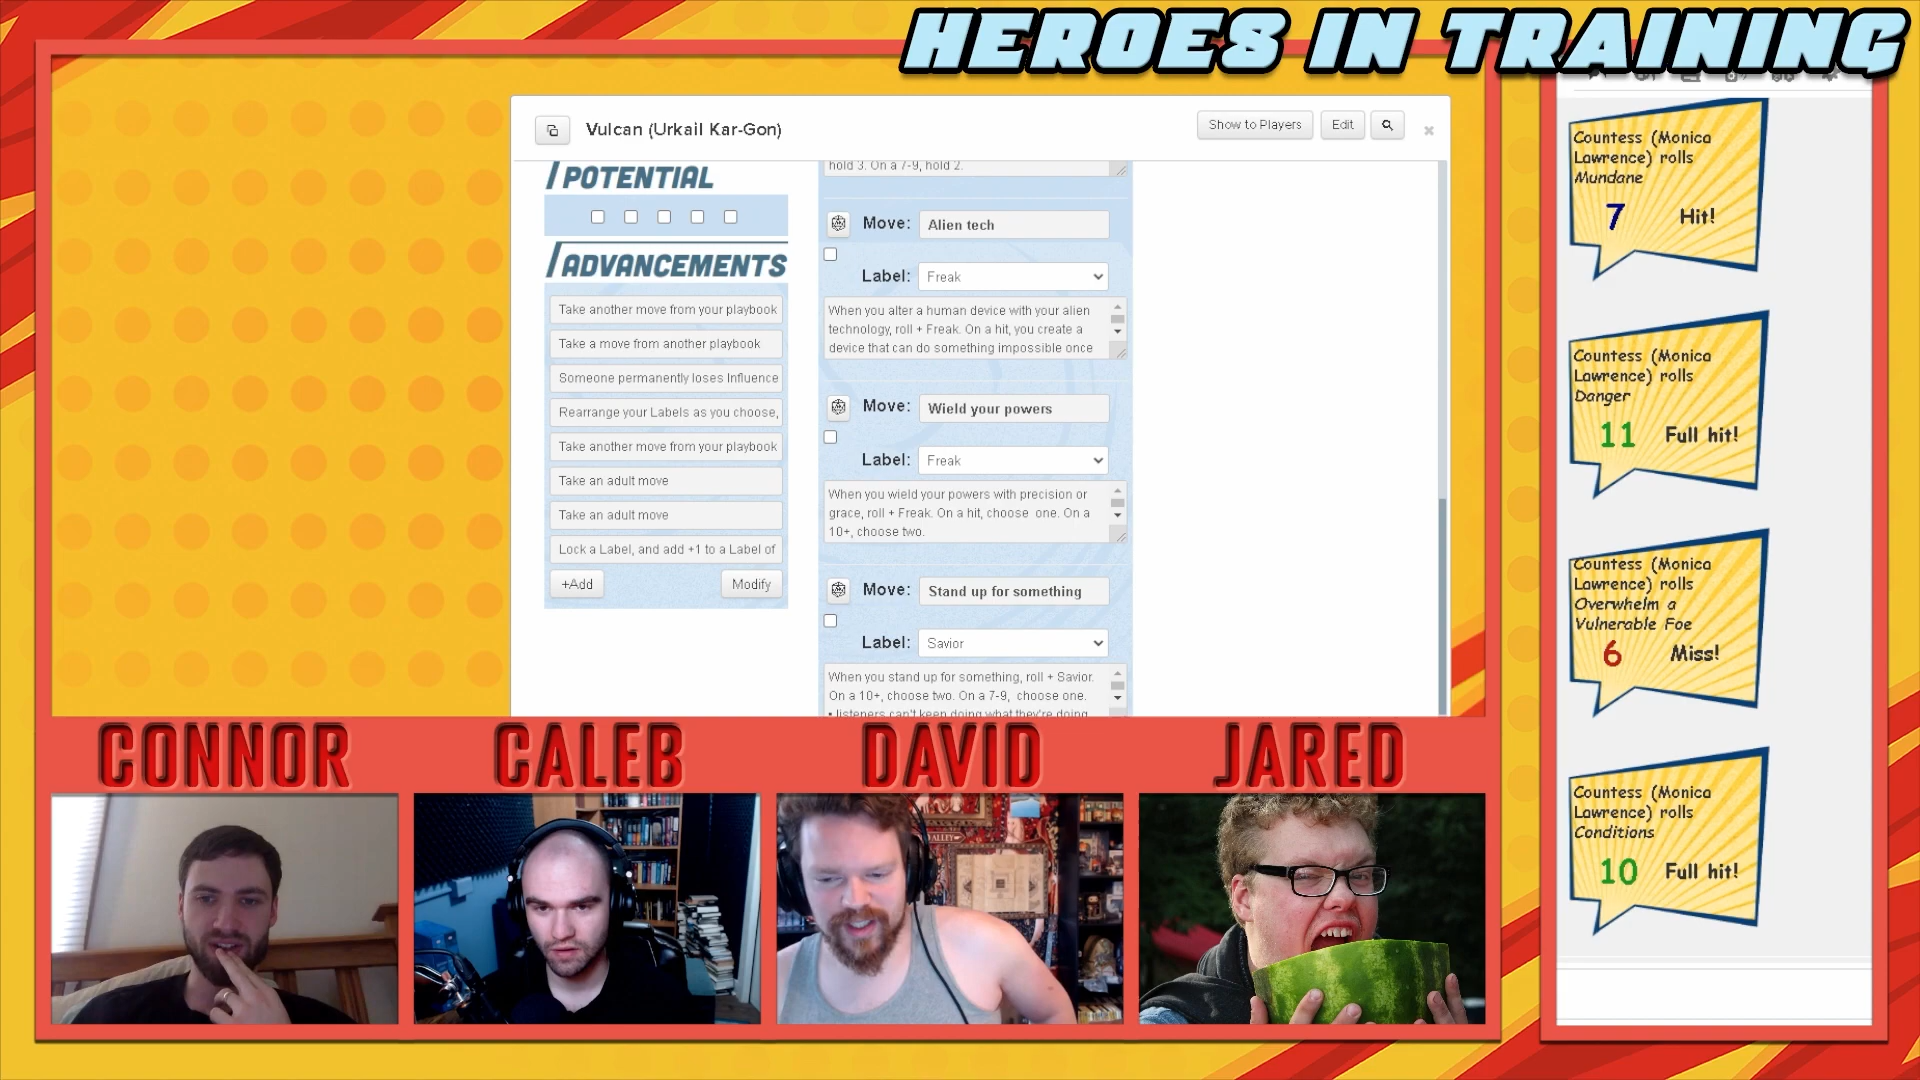 HEROES IN TRAINING
Vulcan (Urkail Kar-Gon)
Show to Players
Edit
POTENTIAL
ADVANCEMENTS
Take another move from your playbook
Take a move from another playbook
Someone permanently loses Influence
Rearrange your Labels as you choose,
Take another move from your playbook
Take an adult move
Take an adult move
Lock a Label, and add +1 to a Label of
+Add
Modify
hold 3. On a 7-9, hold 2.
Move: Alien tech
Label: Freak
When you alter a human device with your alien
technology, roll + Freak. On a hit, you create a
device that can do something impossible once
Move: Wield your powers
Label: Freak
When you wield your powers with precision or
grace, roll + Freak. On a hit, choose one. On a
10+, choose two.
Move: Stand up for something
Label: Savior
When you stand up for something, roll + Savior.
On a 10+, choose two. On a 7-9, choose one.
• listeners can't keep doing what they're doing
Countess (Monica
Lawrence) rolls
Mundane
7 Hit!
Countess (Monica
Lawrence) rolls
Danger
11 Full hit!
Countess (Monica
Lawrence) rolls
Overwhelm a
Vulnerable Foe
6 Miss!
Countess (Monica
Lawrence) rolls
Conditions
10 Full hit!
CONNOR
CALEB
DAVID
JARED